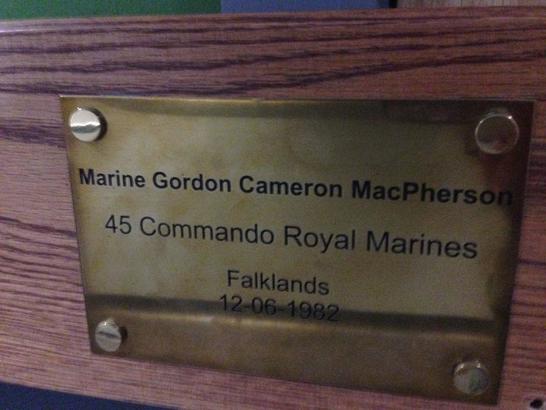 Marine Gordon Cameron MacPherson
45 Commando Royal Marines
Falklands
12-06-1982